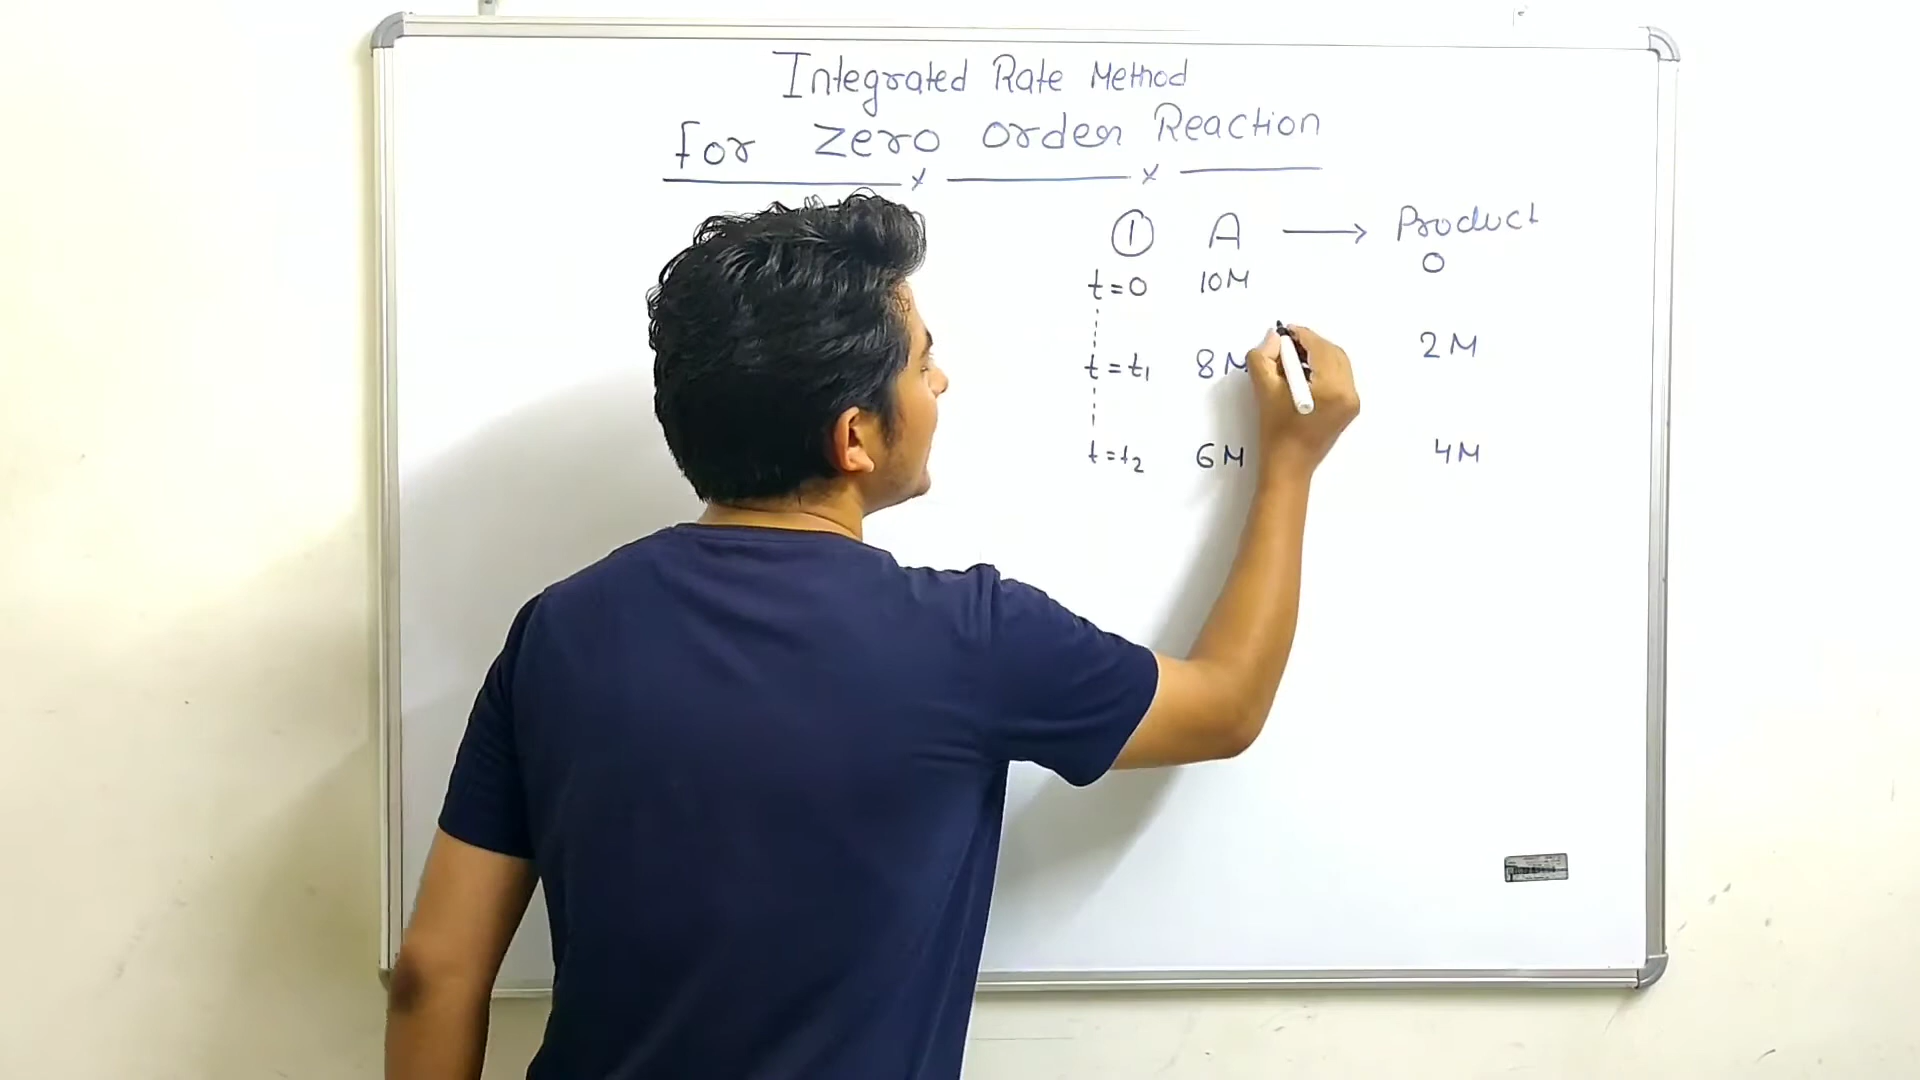 Integrated Rate Method
for zero order Reaction
① A → Product
t=0 10M 0
t=t₁ 8M 2M
t=t₂ 6M 4M